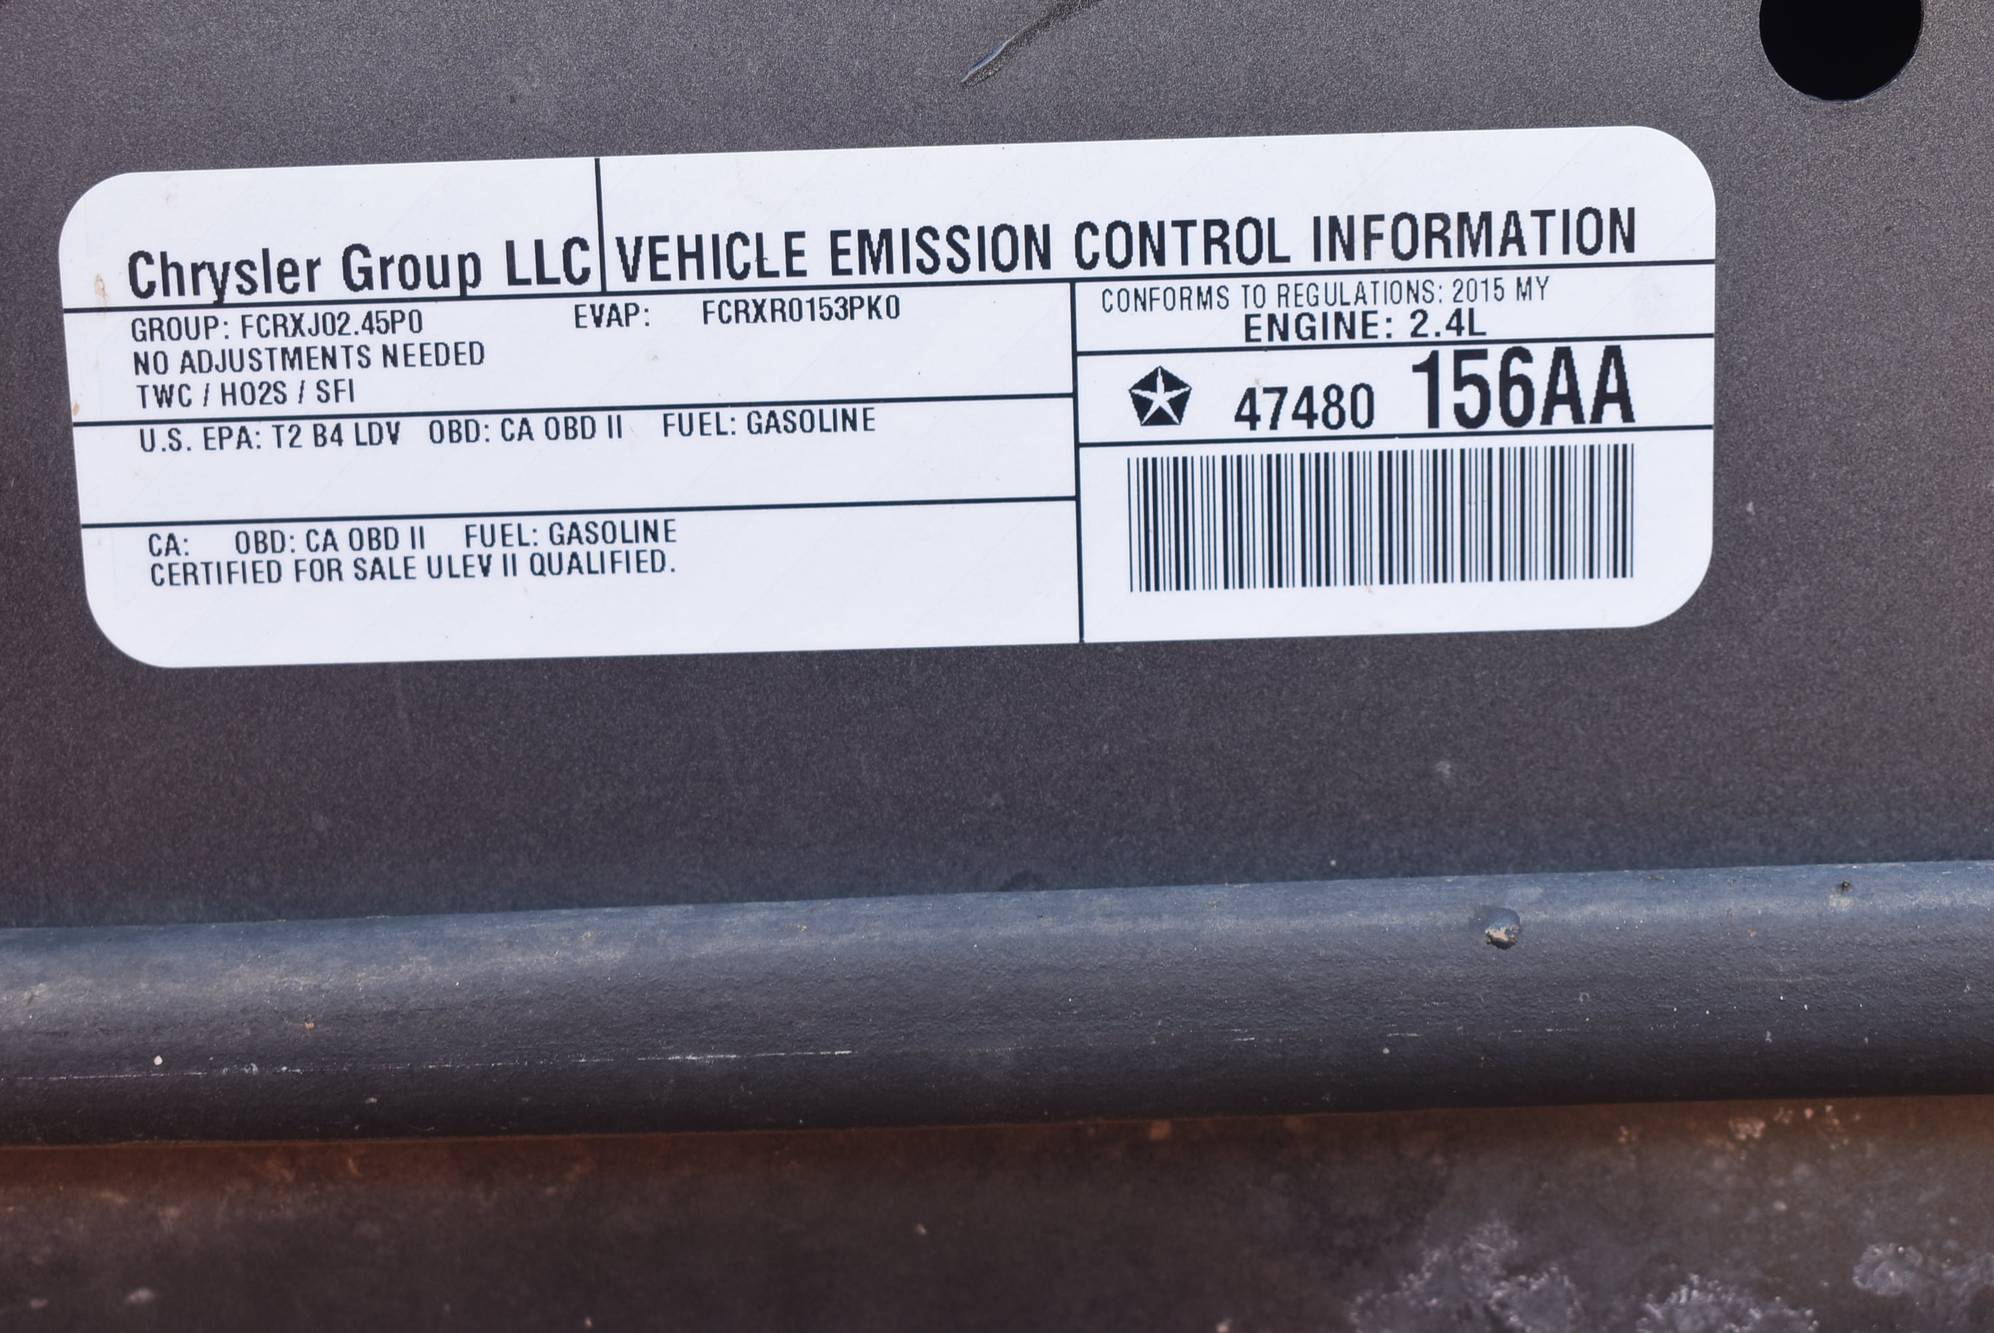 Chrysler Group LLC VEHICLE EMISSION CONTROL INFORMATION
GROUP: FCRXJ02.45P0 EVAP: FCRXR0153PK0
NO ADJUSTMENTS NEEDED
TWC / HO2S / SFI
U.S. EPA: T2 B4 LDV OBD: CA OBD II FUEL: GASOLINE
CA: OBD: CA OBD II FUEL: GASOLINE
CERTIFIED FOR SALE ULEV II QUALIFIED.
CONFORMS TO REGULATIONS: 2015 MY
ENGINE: 2.4L
47480 156AA